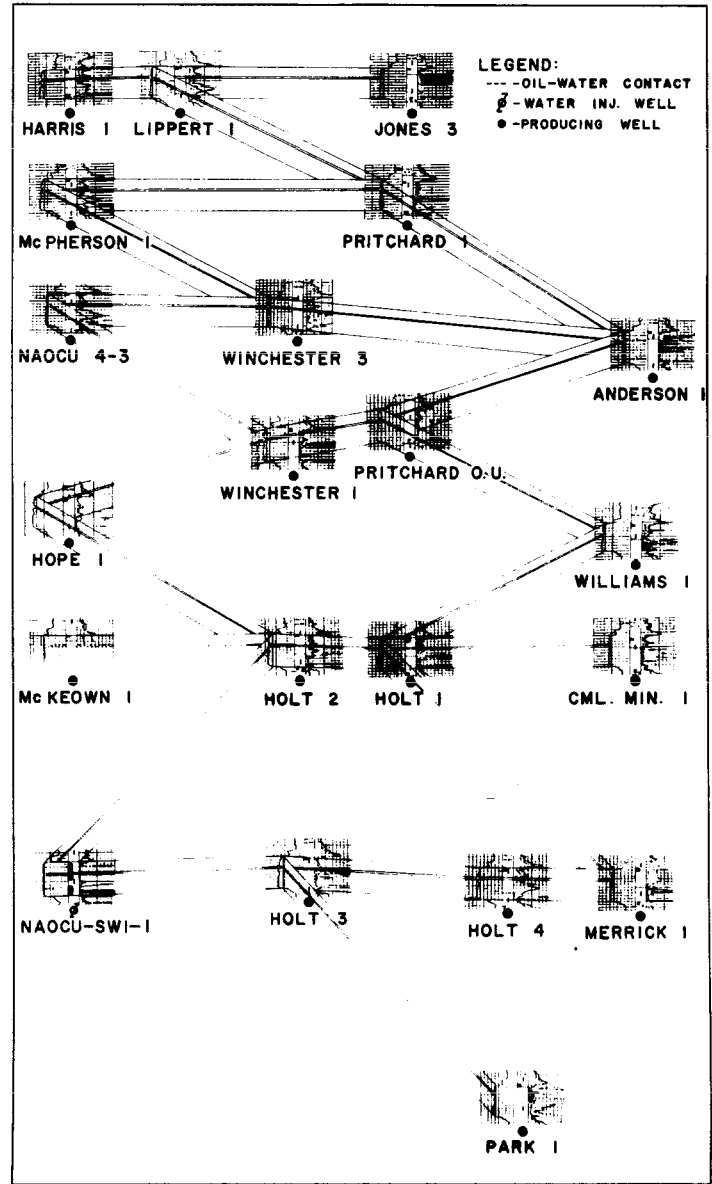 LEGEND:
--- -OIL-WATER CONTACT
-WATER INJ. WELL
● -PRODUCING WELL
HARRIS 1
LIPPERT 1
JONES 3
McPHERSON 1
PRITCHARD 1
NAOCU 4-3
WINCHESTER 3
ANDERSON 1
WINCHESTER 1
PRITCHARD O.U.
HOPE 1
WILLIAMS 1
McKEOWN 1
HOLT 2
HOLT 1
CML. MIN. 1
NAOCU-SWI-1
HOLT 3
HOLT 4
MERRICK 1
PARK 1